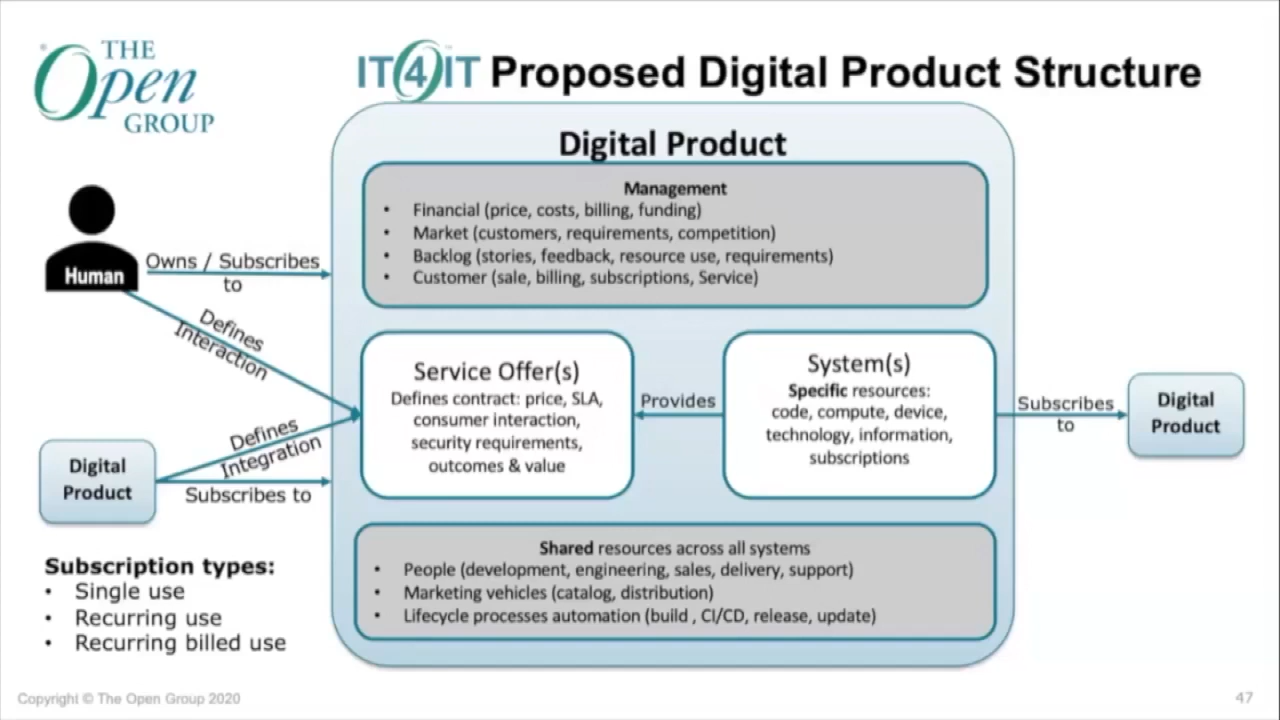 THE
Open
GROUP
IT4IT™ Proposed Digital Product Structure
Digital Product
Management
• Financial (price, costs, billing, funding)
• Market (customers, requirements, competition)
• Backlog (stories, feedback, resource use, requirements)
• Customer (sale, billing, subscriptions, Service)
Human
Owns / Subscribes
to
Defines
Interaction
Service Offer(s)
Defines contract: price, SLA,
consumer interaction,
security requirements,
outcomes & value
Provides
System(s)
Specific resources:
code, compute, device,
technology, information,
subscriptions
Subscribes
to
Digital
Product
Digital
Product
Defines
Integration
Subscribes to
Shared resources across all systems
• People (development, engineering, sales, delivery, support)
• Marketing vehicles (catalog, distribution)
• Lifecycle processes automation (build , CI/CD, release, update)
Subscription types:
• Single use
• Recurring use
• Recurring billed use
Copyright © The Open Group 2020
47